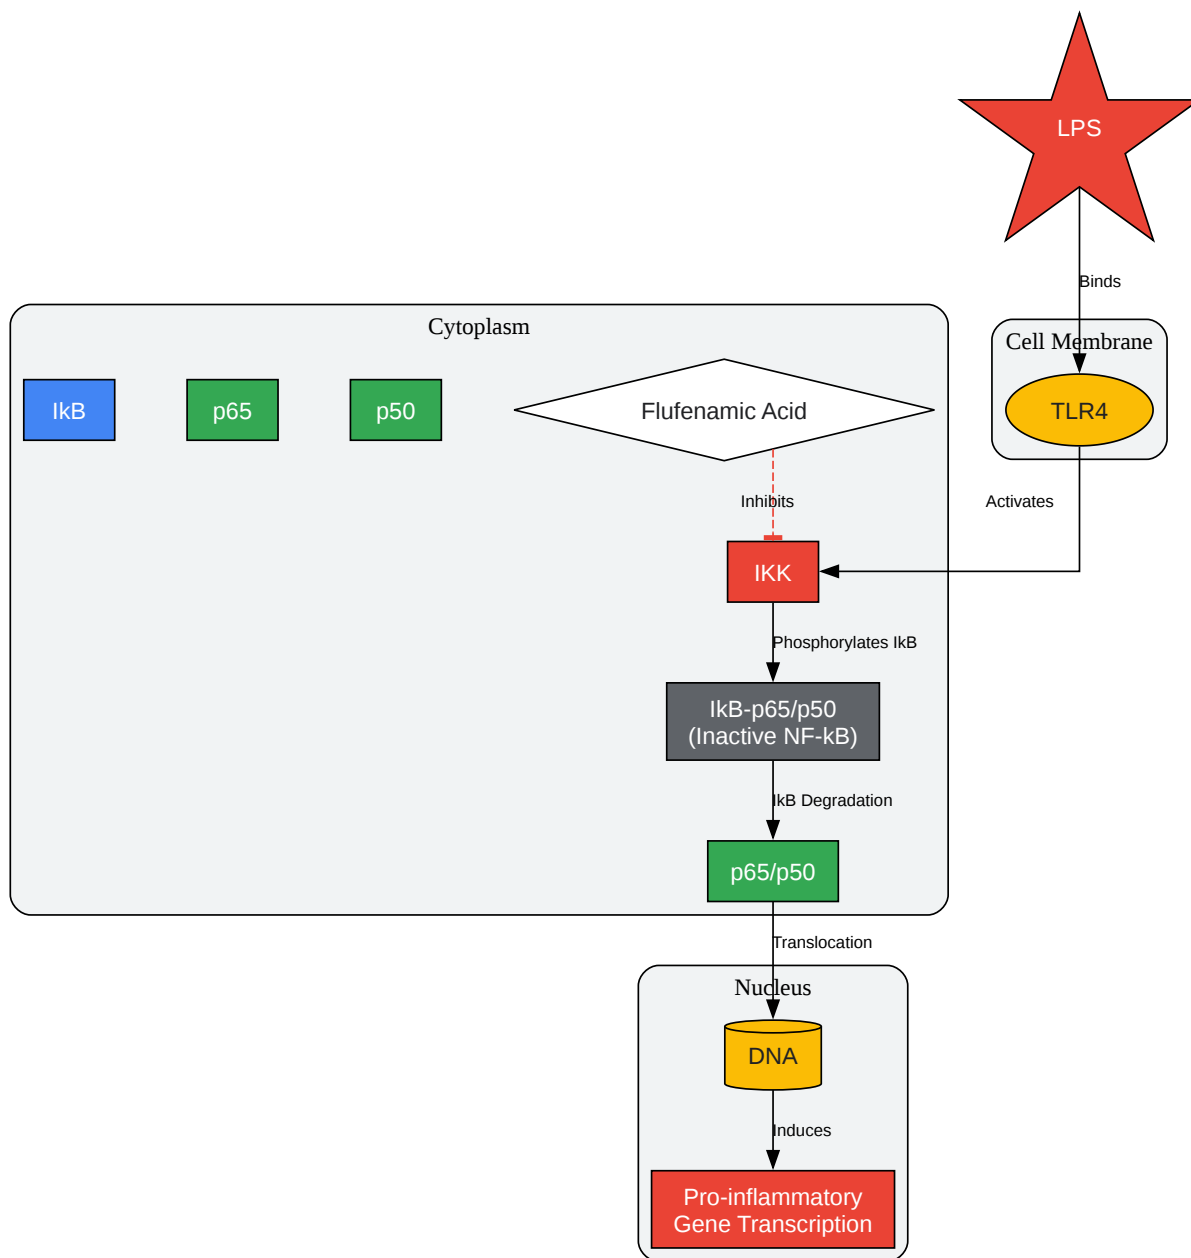 LPS
Binds
Cytoplasm
Cell Membrane
IkB
p65
p50
Flufenamic Acid
TLR4
Inhibits
Activates
IKK
Phosphorylates IkB
IkB-p65/p50
(Inactive NF-kB)
IkB Degradation
p65/p50
Translocation
Nucleus
DNA
Induces
Pro-inflammatory
Gene Transcription